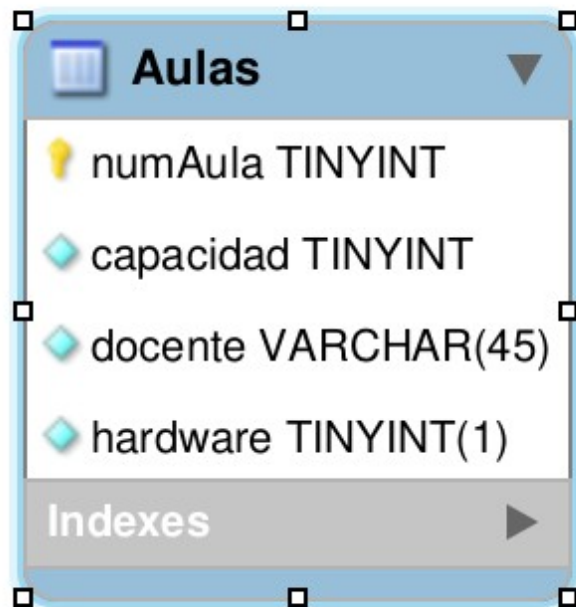 Aulas
numAula TINYINT
capacidad TINYINT
docente VARCHAR(45)
hardware TINYINT(1)
Indexes